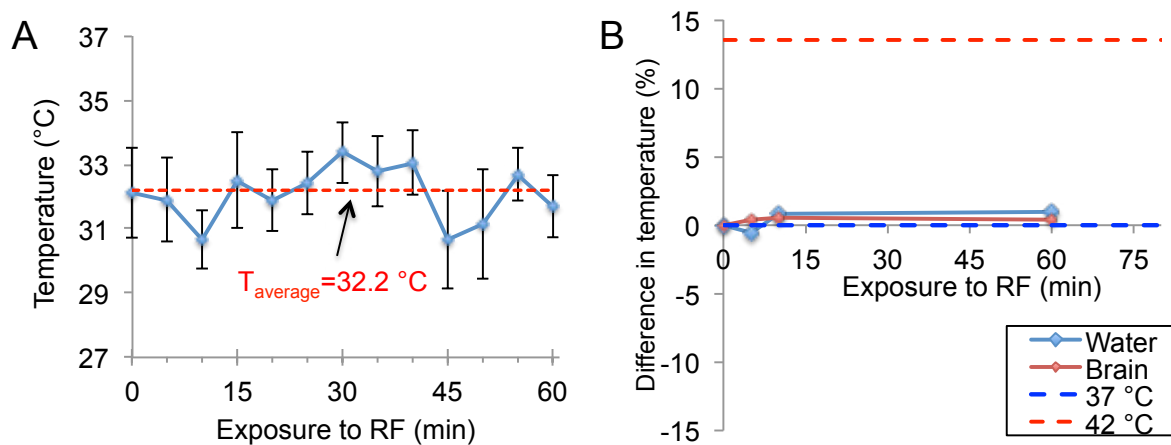 A
Temperature (°C)
37
35
33
31
29
27
T average=32.2 °C
0 15 30 45 60
Exposure to RF (min)
B
Difference in temperature (%)
15
10
5
0
-5
-10
-15
0 15 30 45 60 75
Exposure to RF (min)
Water
Brain
37 °C
42 °C